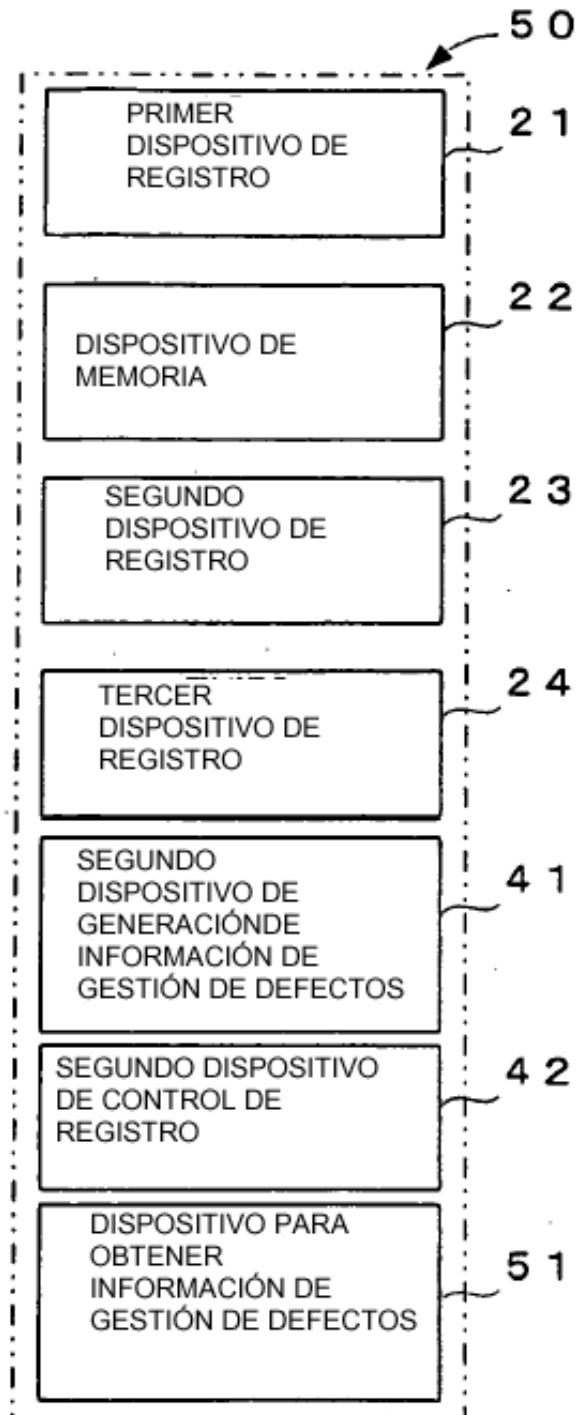 50
PRIMER
DISPOSITIVO DE
REGISTRO
21
DISPOSITIVO DE
MEMORIA
22
SEGUNDO
DISPOSITIVO DE
REGISTRO
23
TERCER
DISPOSITIVO DE
REGISTRO
24
SEGUNDO
DISPOSITIVO DE
GENERACIÓNDE
INFORMACIÓN DE
GESTIÓN DE DEFECTOS
41
SEGUNDO DISPOSITIVO
DE CONTROL DE
REGISTRO
42
DISPOSITIVO PARA
OBTENER
INFORMACIÓN DE
GESTIÓN DE DEFECTOS
51